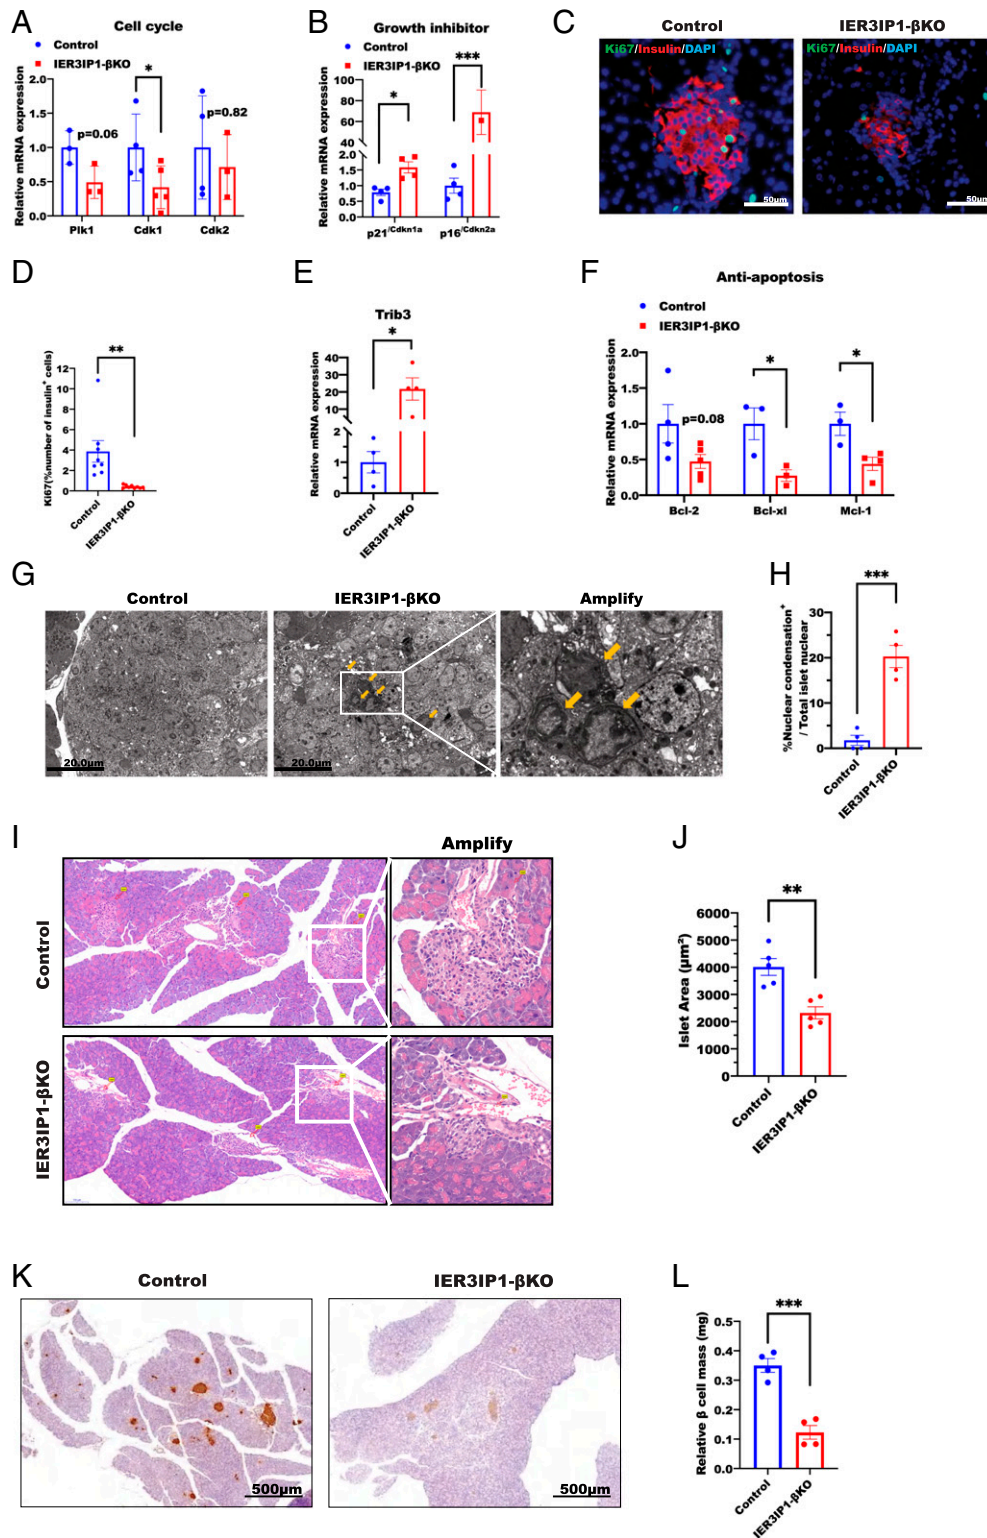 A
Cell cycle
Control
IER3IP1-βKO
Relative mRNA expression
2.0
1.5
1.0
0.5
0.0
*
p=0.06
p=0.82
Plk1
Cdk1
Cdk2
B
Growth inhibitor
Control
IER3IP1-βKO
Relative mRNA expression
100
80
60
40
2.0
1.5
1.0
0.5
0.0
*
***
p21/Cdkn1a
p16/Cdkn2a
C
Control
IER3IP1-βKO
Ki67/Insulin/DAPI
Ki67/Insulin/DAPI
50μm
50μm
D
Ki67(%number of insulin+ cells)
12
10
8
6
4
2
0
**
Control
IER3IP1-βKO
E
Trib3
Relative mRNA expression
40
30
20
10
2
1
0
*
Control
IER3IP1-βKO
F
Anti-apoptosis
Control
IER3IP1-βKO
Relative mRNA expression
2.0
1.5
1.0
0.5
0.0
p=0.08
*
*
Bcl-2
Bcl-xl
Mcl-1
G
Control
IER3IP1-βKO
Amplify
20.0μm
20.0μm
H
%Nuclear condensation+
/ Total islet nuclear
30
20
10
0
***
Control
IER3IP1-βKO
I
Amplify
Control
IER3IP1-βKO
J
Islet Area (μm²)
6000
5000
4000
3000
2000
1000
0
**
Control
IER3IP1-βKO
K
Control
IER3IP1-βKO
500μm
500μm
L
Relative β cell mass (mg)
0.5
0.4
0.3
0.2
0.1
0.0
***
Control
IER3IP1-βKO